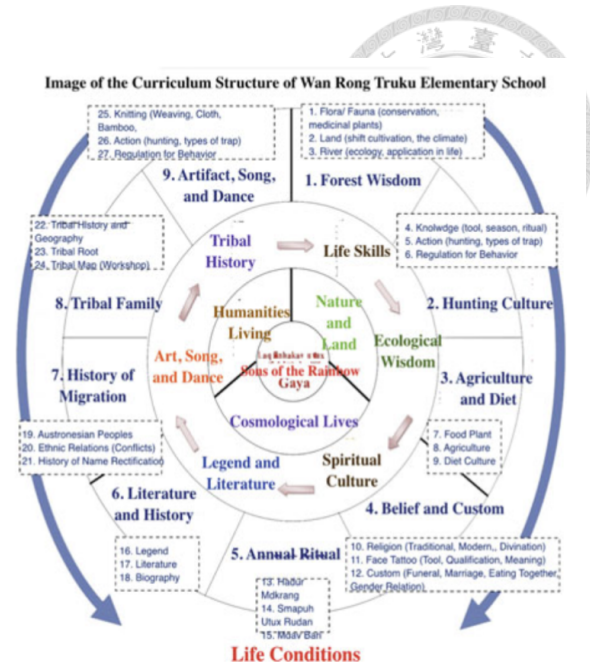 灣臺大
Image of the Curriculum Structure of Wan Rong Truku Elementary School
25. Knitting (Weaving, Cloth,
Bamboo,
26. Action (hunting, types of trap)
27. Regulation for Behavior
1. Flora/ Fauna (conservation,
medicinal plants)
2. Land (shift cultivation, the climate)
3. River (ecology, application in life)
9. Artifact, Song,
and Dance
1. Forest Wisdom
22. Tribal History and
Geography
23. Tribal Root
24. Tribal Map (Workshop)
4. Knolwdge (tool, season, ritual)
5. Action (hunting, types of trap)
6. Regulation for Behavior
Tribal
History
Life Skills
8. Tribal Family
2. Hunting Culture
Humanities
Living
Nature
and
Land
Art, Song,
and Dance
Ecological
Wisdom
Sons of the Rainbow
Gaya
7. History of
Migration
3. Agriculture
and Diet
Cosmological Lives
19. Austronesian Peoples
20. Ethnic Relations (Conflicts)
21. History of Name Rectification
7. Food Plant
8. Agriculture
9. Diet Culture
Legend and
Literature
Spiritual
Culture
6. Literature
and History
4. Belief and Custom
16. Legend
17. Literature
18. Biography
5. Annual Ritual
10. Religion (Traditional, Modern,, Divination)
11. Face Tattoo (Tool, Qualification, Meaning)
12. Custom (Funeral, Marriage, Eating Together,
Gender Relation)
13. Hadur
Mdkrang
14. Smapuh
Utux Rudan
15.
Life Conditions